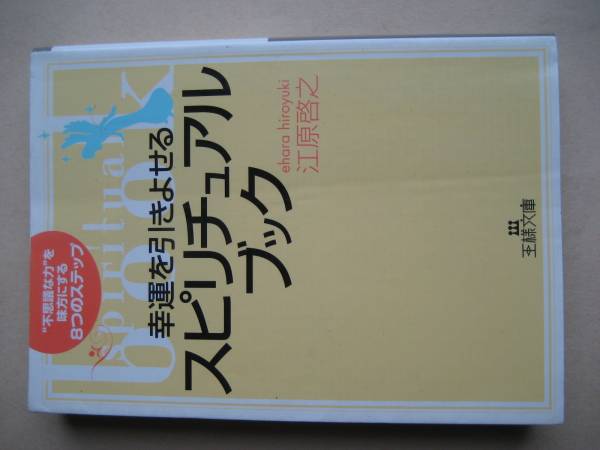 spiritual
book
“不思議な力”を
味方にする
8つのステップ
幸運を引きよせる
スピリチュアル
ブック
ehara hiroyuki
江原啓之
王様文庫